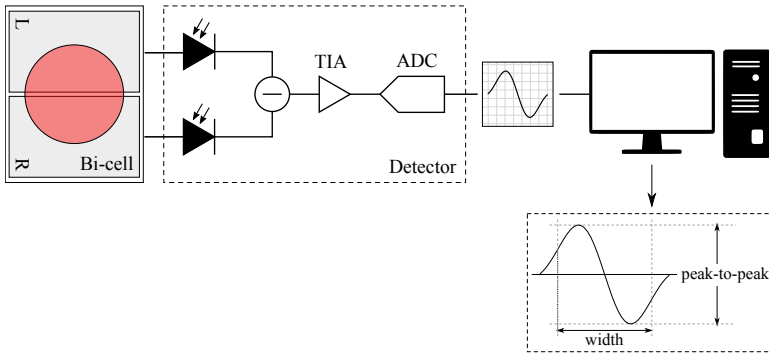 L
R
Bi-cell
TIA
ADC
Detector
peak-to-peak
width